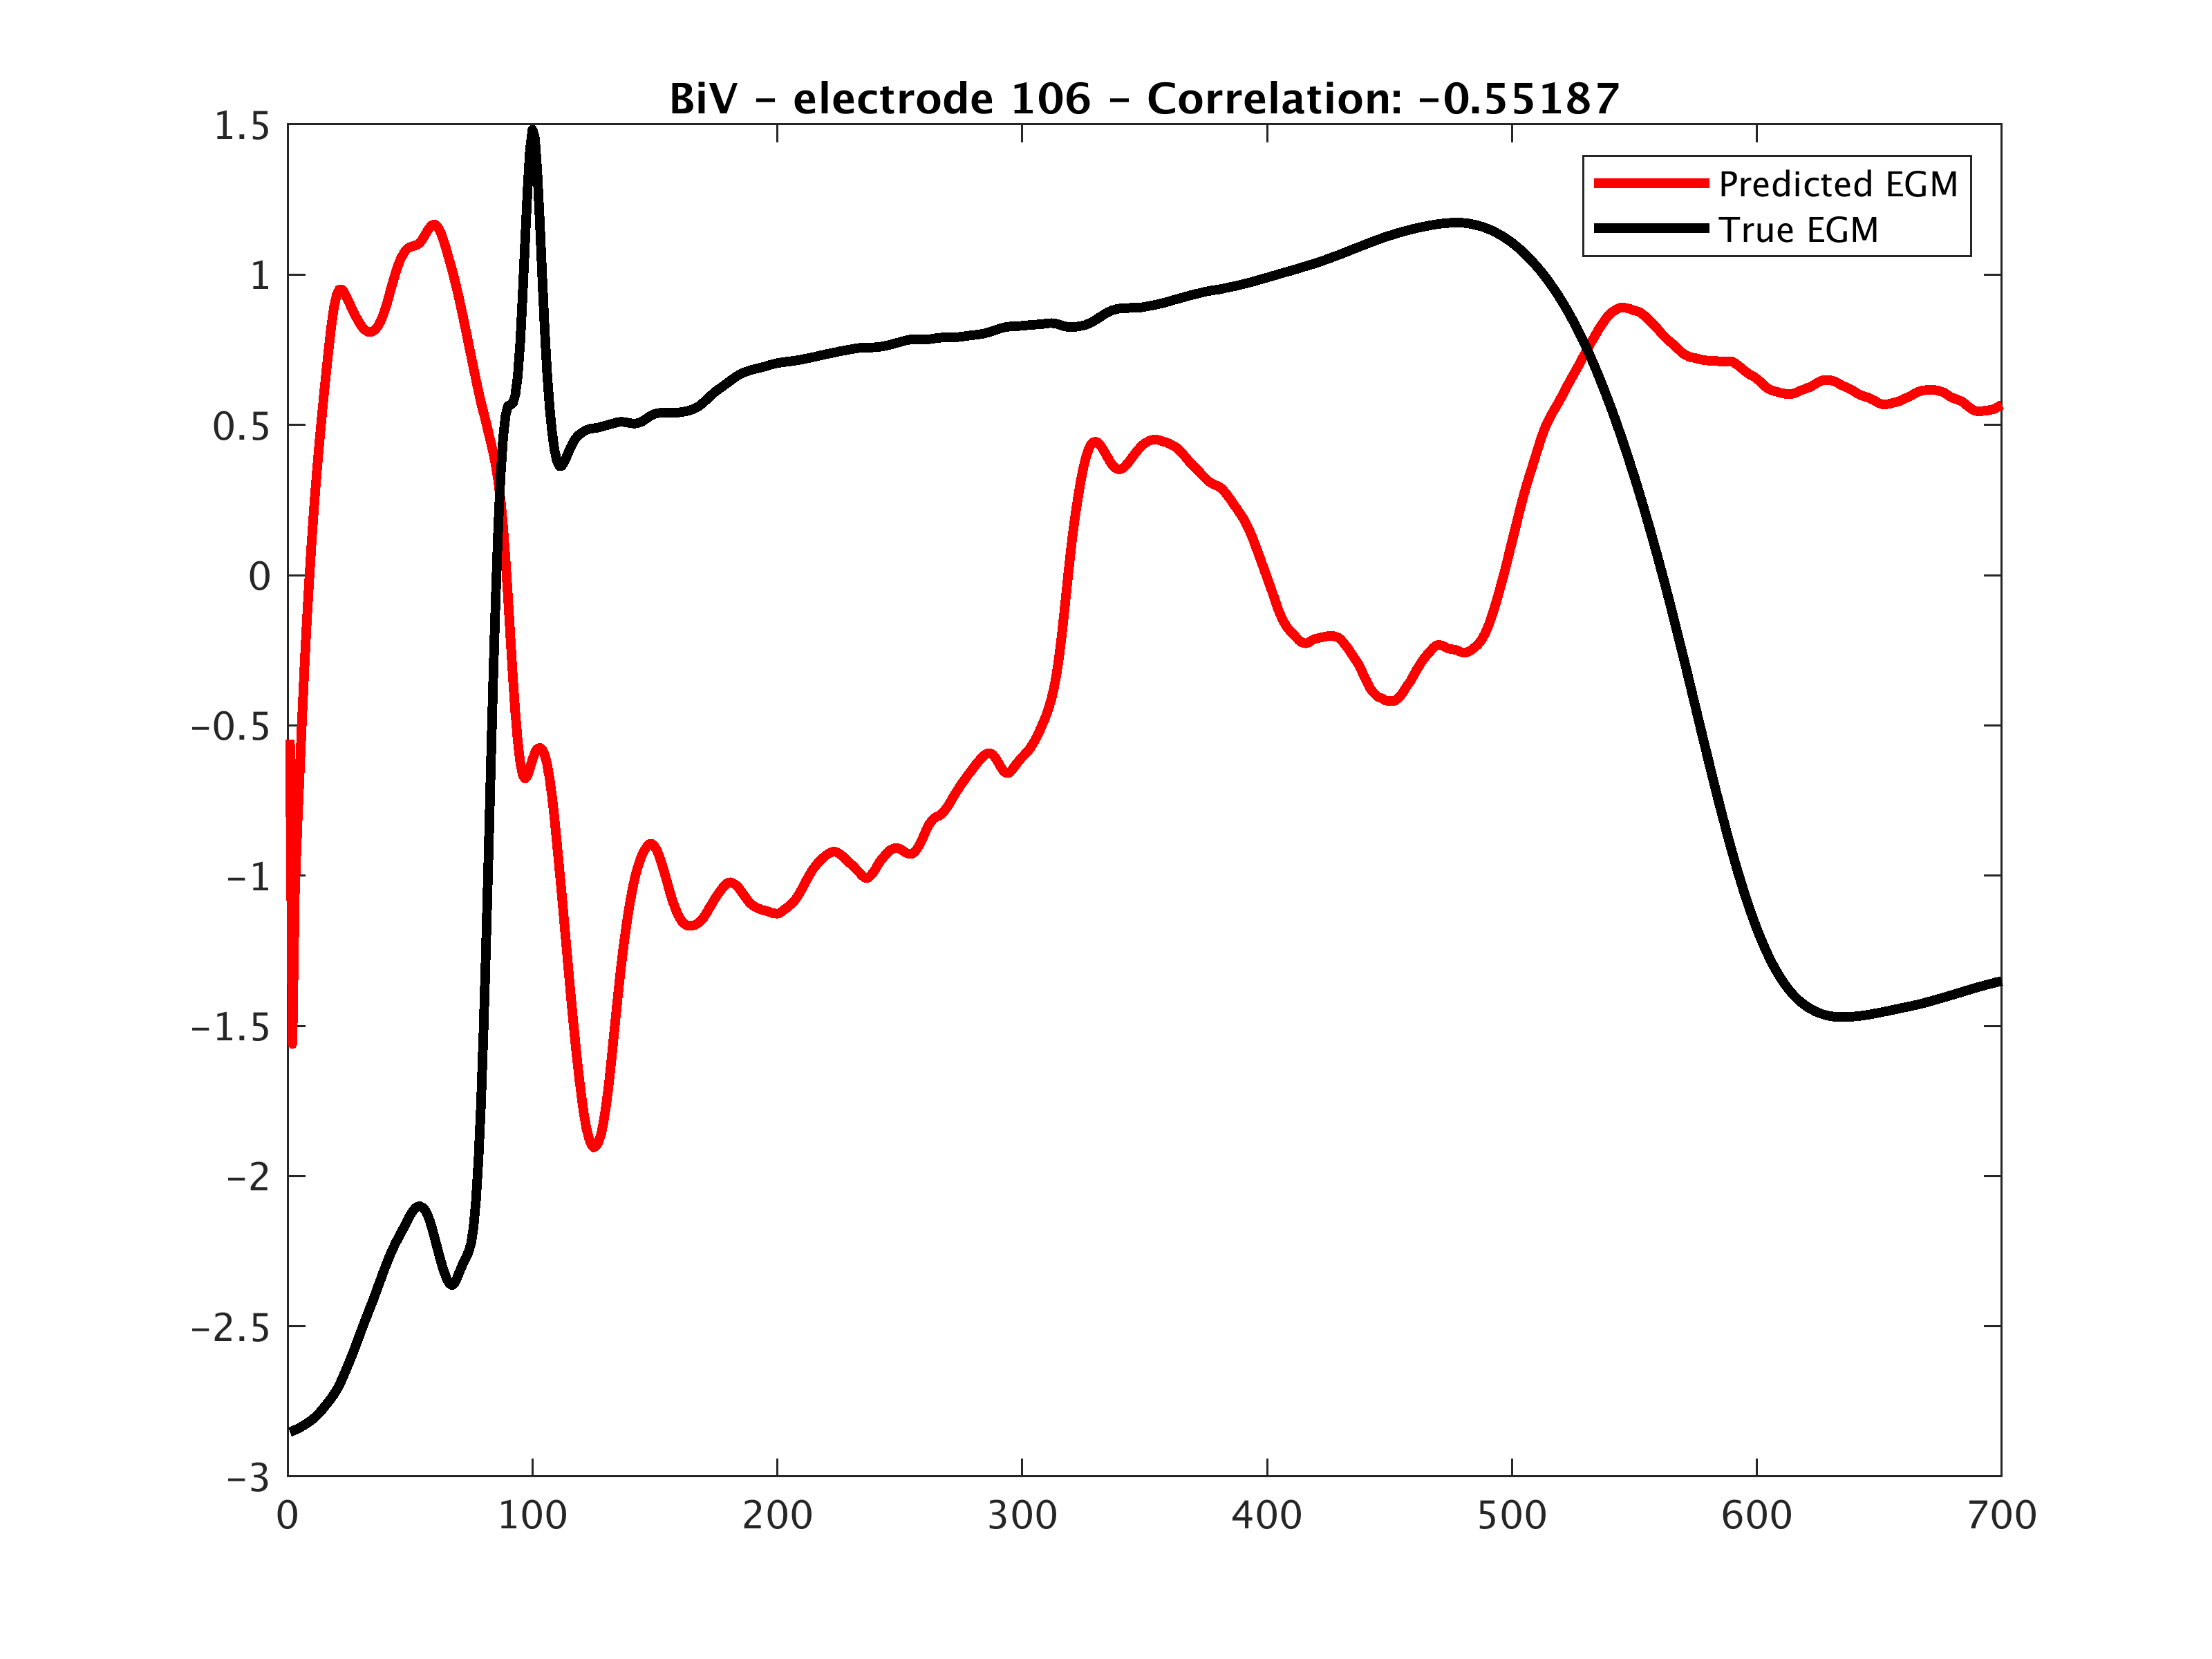 BiV – electrode 106 – Correlation: −0.55187
1.5
1
0.5
0
−0.5
−1
−1.5
−2
−2.5
−3
0 100 200 300 400 500 600 700
Predicted EGM
True EGM